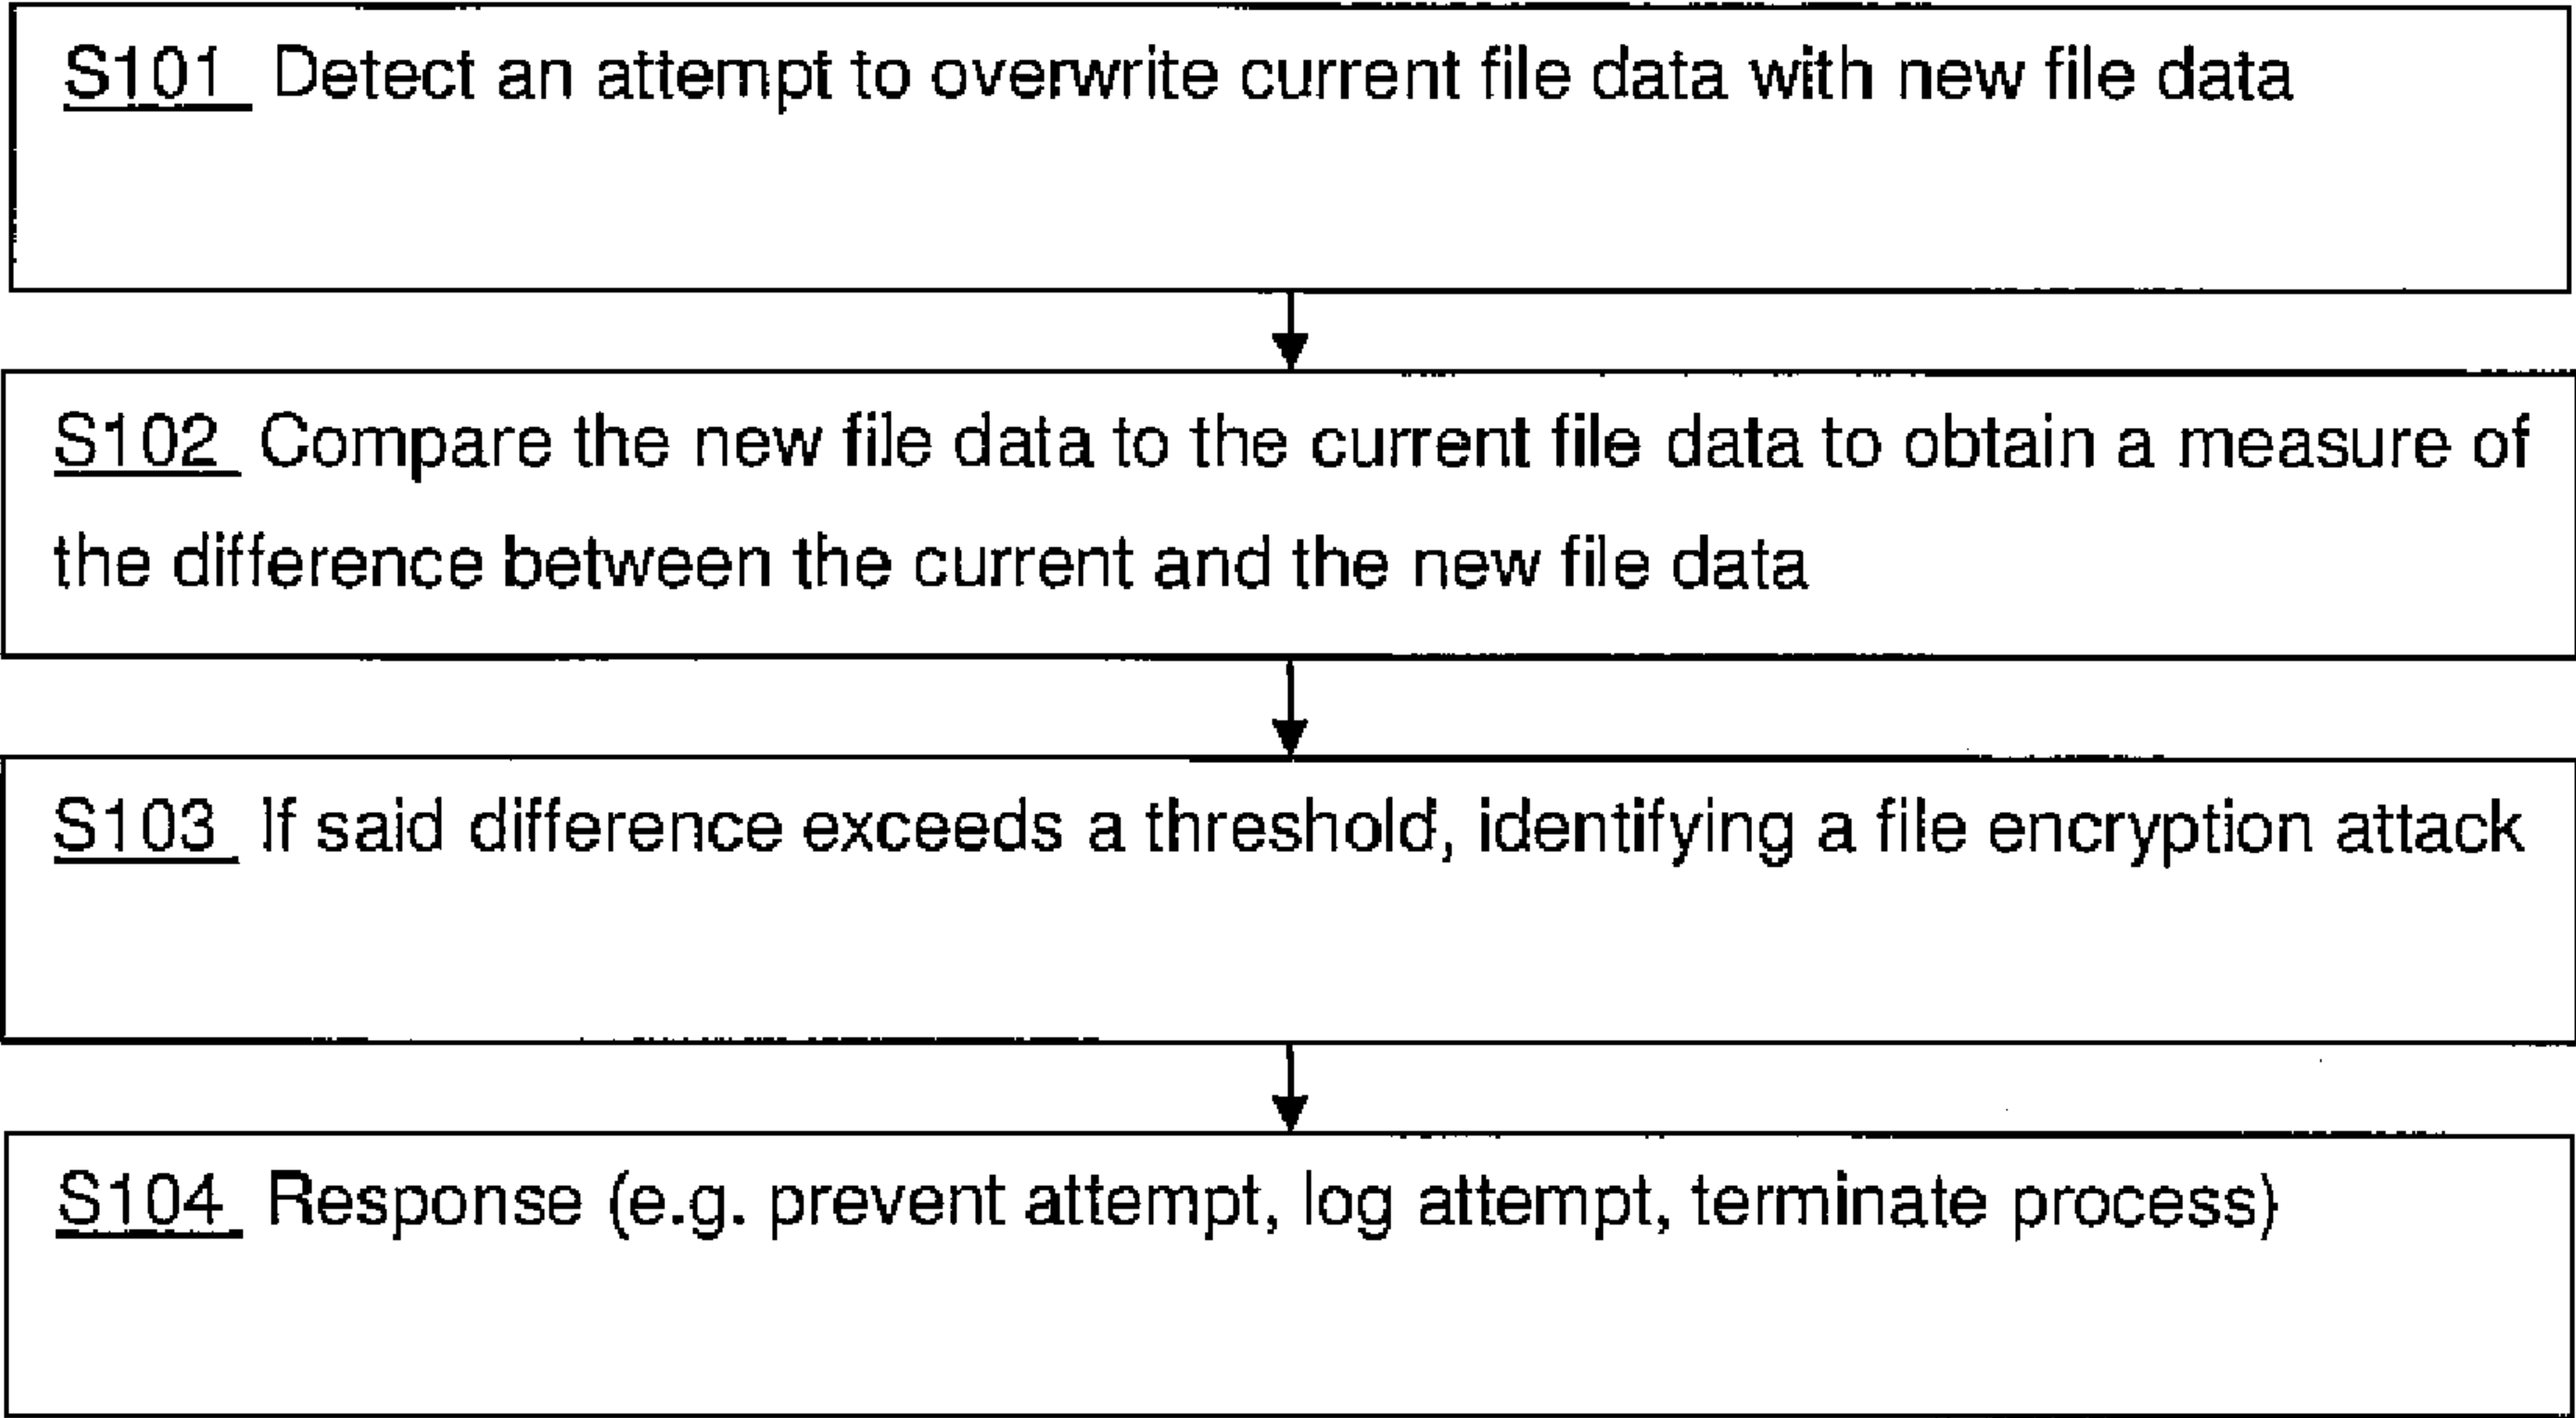 S101 Detect an attempt to overwrite current file data with new file data
S102 Compare the new file data to the current file data to obtain a measure of
the difference between the current and the new file data
S103 If said difference exceeds a threshold, identifying a file encryption attack
S104 Response (e.g. prevent attempt, log attempt, terminate process)